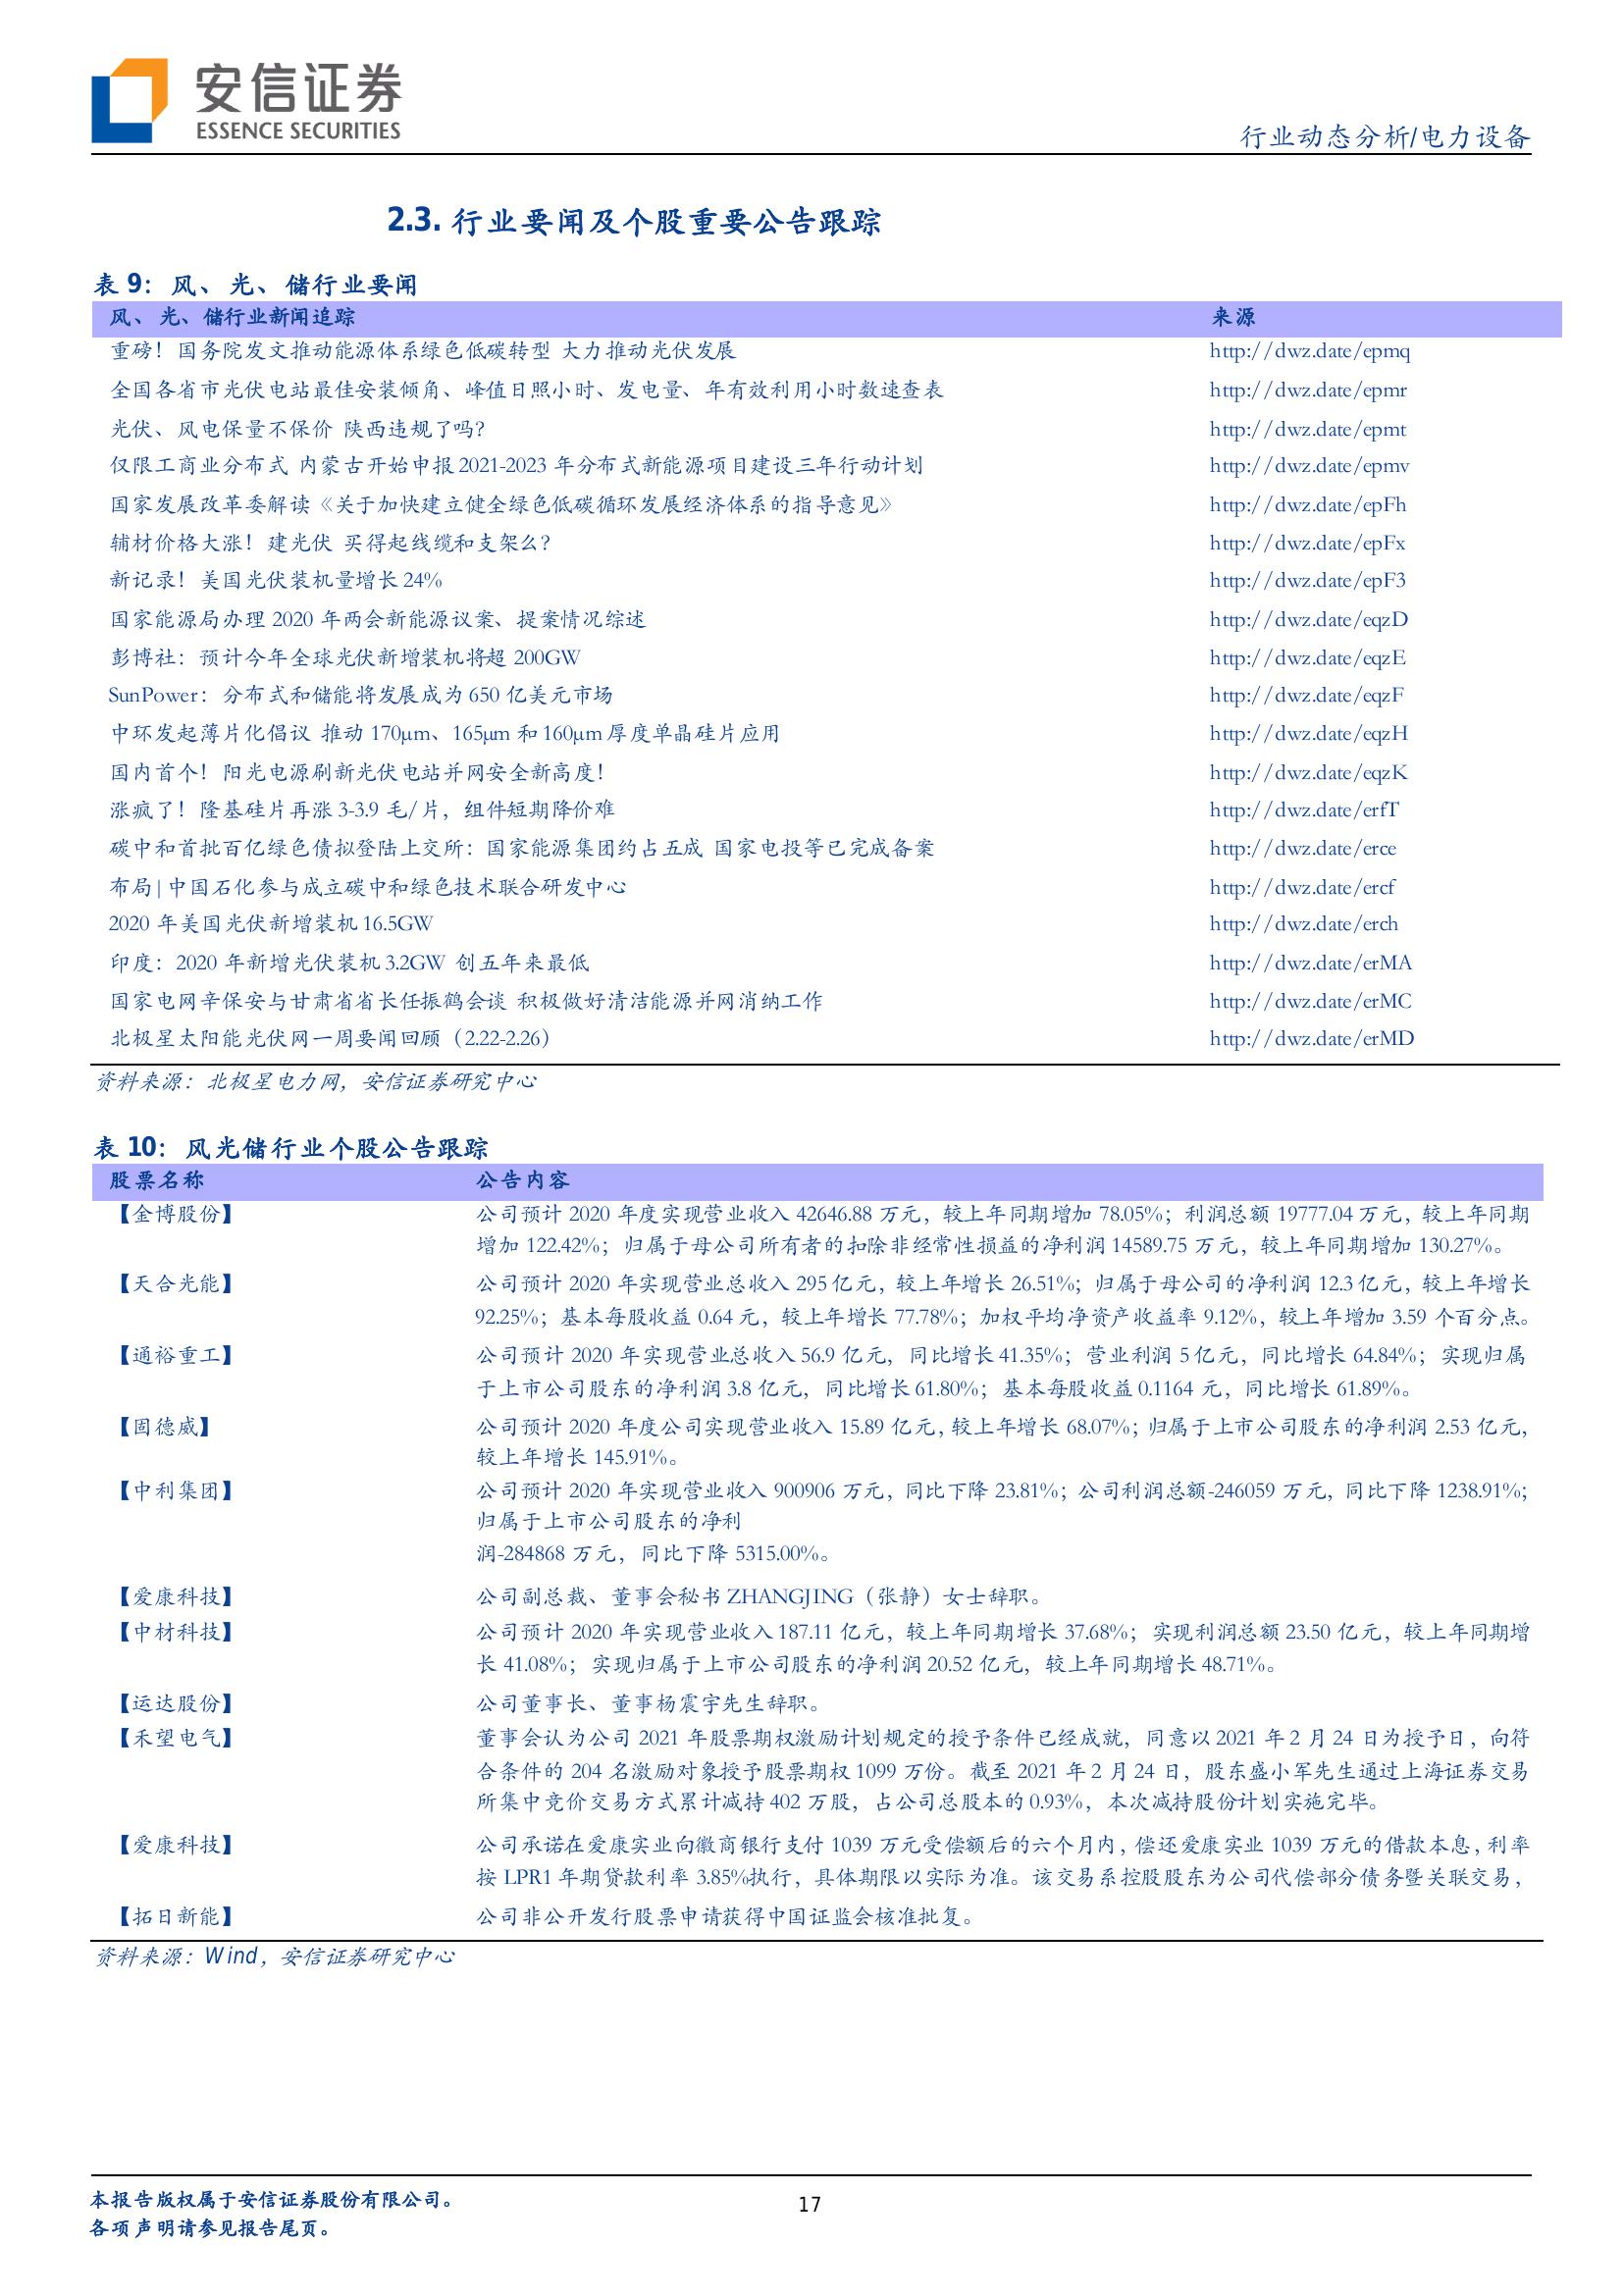 安信证券
ESSENCE SECURITIES
行业动态分析/电力设备
2.3. 行业要闻及个股重要公告跟踪
表 9：风、光、储行业要闻
风、光、储行业新闻追踪 来源
重磅！国务院发文推动能源体系绿色低碳转型 大力推动光伏发展 http://dwz.date/epmq
全国各省市光伏电站最佳安装倾角、峰值日照小时、发电量、年有效利用小时数速查表 http://dwz.date/epmr
光伏、风电保量不保价 陕西违规了吗？ http://dwz.date/epmt
仅限工商业分布式 内蒙古开始申报 2021-2023 年分布式新能源项目建设三年行动计划 http://dwz.date/epmv
国家发展改革委解读《关于加快建立健全绿色低碳循环发展经济体系的指导意见》 http://dwz.date/epFh
辅材价格大涨！建光伏 买得起线缆和支架么？ http://dwz.date/epFx
新记录！美国光伏装机量增长 24% http://dwz.date/epF3
国家能源局办理 2020 年两会新能源议案、提案情况综述 http://dwz.date/eqzD
彭博社：预计今年全球光伏新增装机将超 200GW http://dwz.date/eqzE
SunPower：分布式和储能将发展成为 650 亿美元市场 http://dwz.date/eqzF
中环发起薄片化倡议 推动 170μm、165μm 和 160μm 厚度单晶硅片应用 http://dwz.date/eqzH
国内首个！阳光电源刷新光伏电站并网安全新高度！ http://dwz.date/eqzK
涨疯了！隆基硅片再涨 3-3.9 毛/片，组件短期降价难 http://dwz.date/erfT
碳中和首批百亿绿色债拟登陆上交所：国家能源集团约占五成 国家电投等已完成备案 http://dwz.date/erce
布局|中国石化参与成立碳中和绿色技术联合研发中心 http://dwz.date/ercf
2020 年美国光伏新增装机 16.5GW http://dwz.date/erch
印度：2020 年新增光伏装机 3.2GW 创五年来最低 http://dwz.date/erMA
国家电网辛保安与甘肃省省长任振鹤会谈 积极做好清洁能源并网消纳工作 http://dwz.date/erMC
北极星太阳能光伏网一周要闻回顾（2.22-2.26） http://dwz.date/erMD
资料来源：北极星电力网，安信证券研究中心
表 10：风光储行业个股公告跟踪
股票名称 公告内容
【金博股份】 公司预计 2020 年度实现营业收入 42646.88 万元，较上年同期增加 78.05%；利润总额 19777.04 万元，较上年同期
增加 122.42%；归属于母公司所有者的扣除非经常性损益的净利润 14589.75 万元，较上年同期增加 130.27%。
【天合光能】 公司预计 2020 年实现营业总收入 295 亿元，较上年增长 26.51%；归属于母公司的净利润 12.3 亿元，较上年增长
92.25%；基本每股收益 0.64 元，较上年增长 77.78%；加权平均净资产收益率 9.12%，较上年增加 3.59 个百分点。
【通裕重工】 公司预计 2020 年实现营业总收入 56.9 亿元，同比增长 41.35%；营业利润 5 亿元，同比增长 64.84%；实现归属
于上市公司股东的净利润 3.8 亿元，同比增长 61.80%；基本每股收益 0.1164 元，同比增长 61.89%。
【固德威】 公司预计 2020 年度公司实现营业收入 15.89 亿元，较上年增长 68.07%；归属于上市公司股东的净利润 2.53 亿元，
较上年增长 145.91%。
【中利集团】 公司预计 2020 年实现营业收入 900906 万元，同比下降 23.81%；公司利润总额-246059 万元，同比下降 1238.91%；
归属于上市公司股东的净利
润-284868 万元，同比下降 5315.00%。
【爱康科技】 公司副总裁、董事会秘书 ZHANGJING（张静）女士辞职。
【中材科技】 公司预计 2020 年实现营业收入 187.11 亿元，较上年同期增长 37.68%；实现利润总额 23.50 亿元，较上年同期增
长 41.08%；实现归属于上市公司股东的净利润 20.52 亿元，较上年同期增长 48.71%。
【运达股份】 公司董事长、董事杨震宇先生辞职。
【禾望电气】 董事会认为公司 2021 年股票期权激励计划规定的授予条件已经成就，同意以 2021 年 2 月 24 日为授予日，向符
合条件的 204 名激励对象授予股票期权 1099 万份。截至 2021 年 2 月 24 日，股东盛小军先生通过上海证券交易
所集中竞价交易方式累计减持 402 万股，占公司总股本的 0.93%，本次减持股份计划实施完毕。
【爱康科技】 公司承诺在爱康实业向徽商银行支付 1039 万元受偿额后的六个月内，偿还爱康实业 1039 万元的借款本息，利率
按 LPR1 年期贷款利率 3.85%执行，具体期限以实际为准。该交易系控股股东为公司代偿部分债务暨关联交易，
【拓日新能】 公司非公开发行股票申请获得中国证监会核准批复。
资料来源：Wind，安信证券研究中心
本报告版权属于安信证券股份有限公司。
各项声明请参见报告尾页。
17